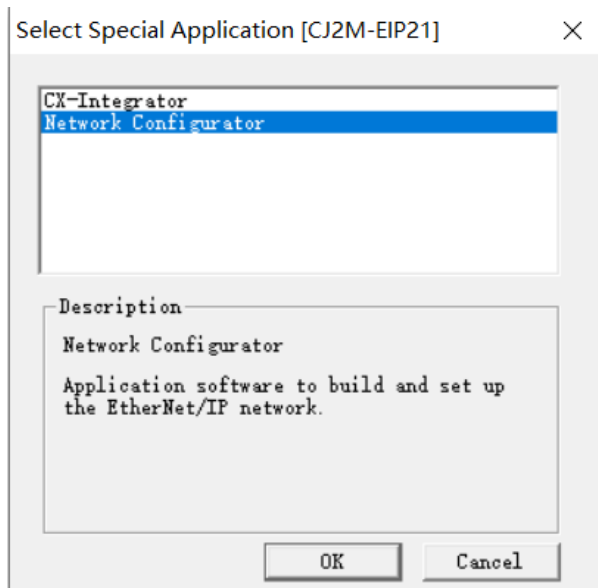 Select Special Application [CJ2M-EIP21]
CX-Integrator
Network Configurator
Description
Network Configurator
Application software to build and set up
the EtherNet/IP network.
OK Cancel